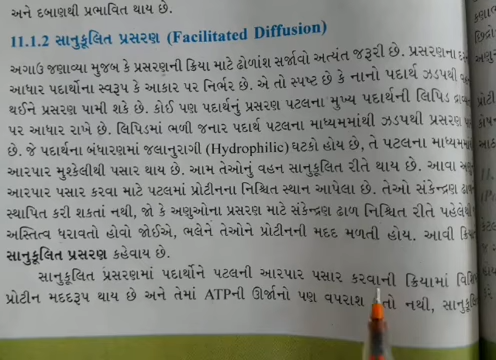 અને દબાણથી પ્રભાવિત થાય છે.
11.1.2 સાનુકૂલિત પ્રસરણ (Facilitated Diffusion)
અગાઉ જણાવ્યા મુજબ કે પ્રસરણની ક્રિયા માટે ઢોળાંશ સર્જાવો અત્યંત જરૂરી છે. પ્રસરણના
આધાર પદાર્થોના સ્વરૂપ કે આકાર પર નિર્ભર છે. એ તો સ્પષ્ટ છે કે નાનો પદાર્થ ઝડપથી
થઈને પ્રસરણ પામી શકે છે. કોઈ પણ પદાર્થનું પ્રસરણ પટલના મુખ્ય પદાર્થની લિપિડ
પર આધાર રાખે છે. લિપિડમાં ભળી જનાર પદાર્થ પટલના માધ્યમમાંથી ઝડપથી પ્રસરણ
છે. જે પદાર્થના બંધારણમાં જલાનુરાગી (Hydrophilic) ઘટકો હોય છે, તે પટલના
આરપાર મુશ્કેલીથી પસાર થાય છે. આમ તેઓનું વહન સાનુકૂલિત રીતે થાય છે. આવા
આરપાર પસાર કરવા માટે પટલમાં પ્રોટીનના નિશ્ચિત સ્થાન આપેલા છે. તેઓ સંકેન્દ્રણ
સ્થાપિત કરી શકતાં નથી, જો કે અણુઓના પ્રસરણ માટે સંકેન્દ્રણ ઢાળ નિશ્ચિત રીતે
અસ્તિત્વ ધરાવતો હોવો જોઈએ, ભલેને તેઓને પ્રોટીનની મદદ મળતી હોય. આવી
સાનુકૂલિત પ્રસરણ કહેવાય છે.
સાનુકૂલિત પ્રસરણમાં પદાર્થોને પટલની આરપાર પસાર કરવાની ક્રિયામાં
પ્રોટીન મદદરૂપ થાય છે અને તેમાં ATPની ઊર્જાનો પણ વપરાશ નથી,